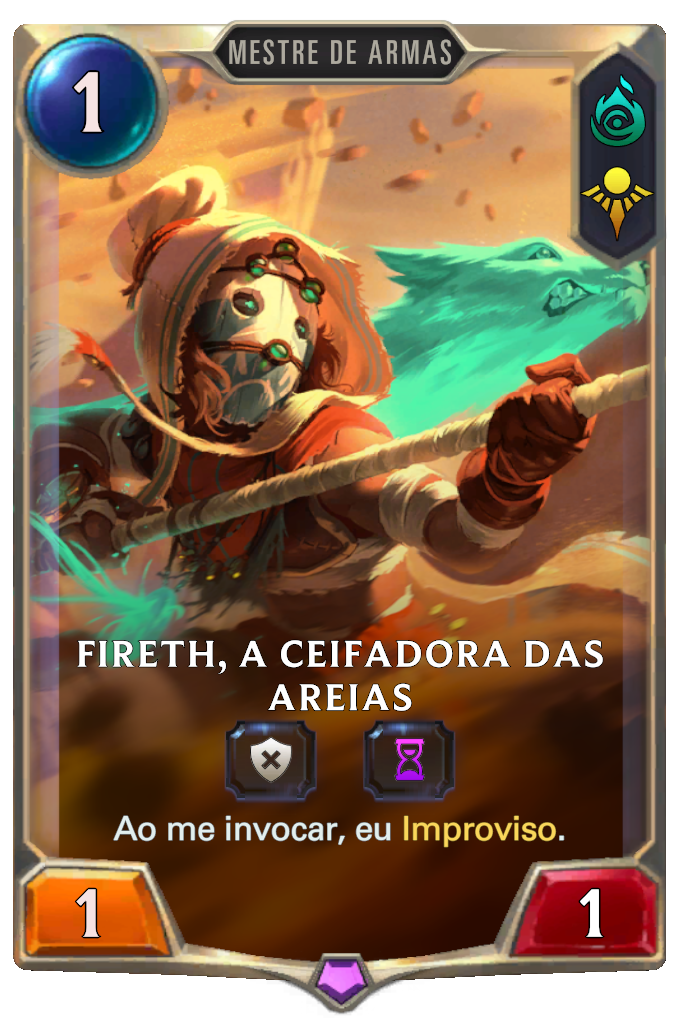 MESTRE DE ARMAS
1
FIRETH, A CEIFADORA DAS
AREIAS
Ao me invocar, eu Improviso.
1
1